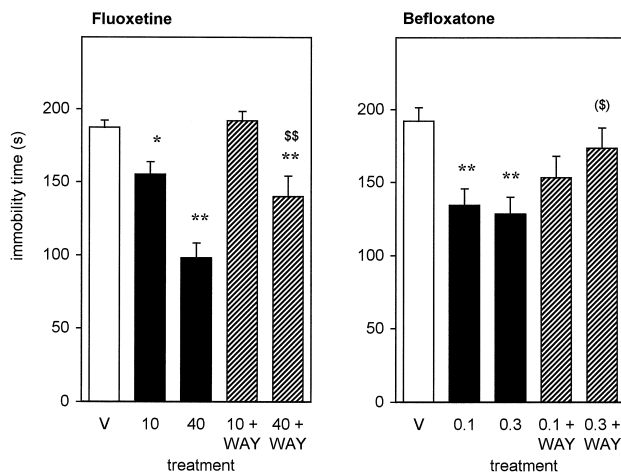 Fluoxetine
immobility time (s)
200
150
100
50
0
*
**
$$
**
V 10 40 10 + WAY 40 + WAY
treatment
Befloxatone
200
150
100
50
0
**
**
($)
V 0.1 0.3 0.1 + WAY 0.3 + WAY
treatment